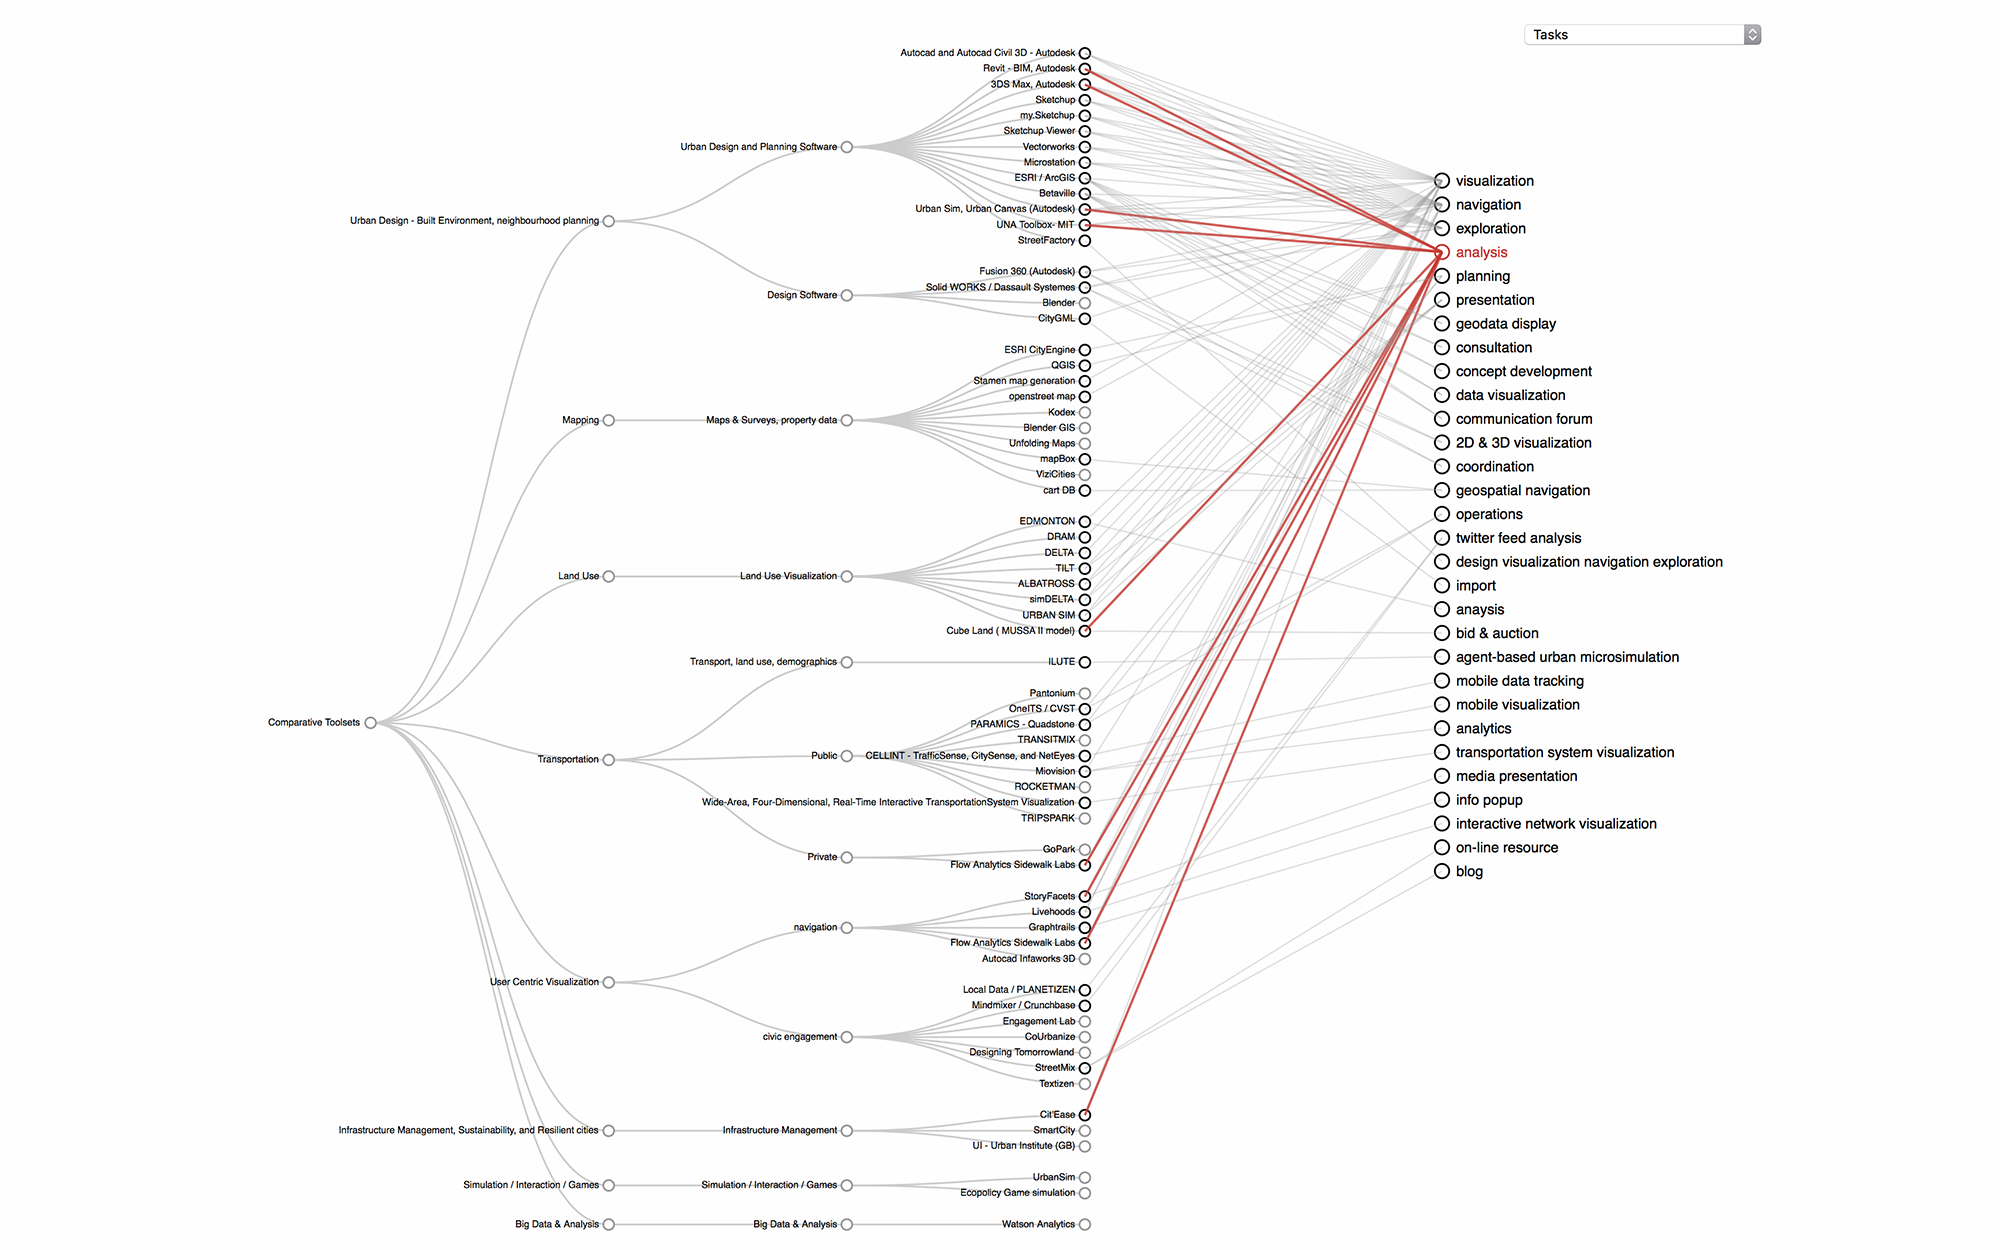 Tasks
Comparative Toolsets
Urban Design - Built Environment, neighbourhood planning
Mapping
Land Use
Transportation
User Centric Visualization
Infrastructure Management, Sustainability, and Resilient cities
Simulation / Interaction / Games
Big Data & Analysis
Urban Design and Planning Software
Design Software
Maps & Surveys, property data
Land Use Visualization
Transport, land use, demographics
Public
Private
navigation
civic engagement
Infrastructure Management
Simulation / Interaction / Games
Big Data & Analysis
Autocad and Autocad Civil 3D - Autodesk
Revit - BIM, Autodesk
3DS Max, Autodesk
Sketchup
my.Sketchup
Sketchup Viewer
Vectorworks
Microstation
ESRI / ArcGIS
Betaville
Urban Sim, Urban Canvas (Autodesk)
UNA Toolbox- MIT
StreetFactory
Fusion 360 (Autodesk)
Solid WORKS / Dassault Systemes
Blender
CityGML
ESRI CityEngine
QGIS
Stamen map generation
openstreet map
Kodex
Blender GIS
Unfolding Maps
mapBox
ViziCities
cart DB
EDMONTON
DRAM
DELTA
TILT
ALBATROSS
simDELTA
URBAN SIM
Cube Land ( MUSSA II model)
ILUTE
Pantonium
OneITS / CVST
PARAMICS - Quadstone
TRANSITMIX
CELLINT - TrafficSense, CitySense, and NetEyes
Miovision
ROCKETMAN
Wide-Area, Four-Dimensional, Real-Time Interactive TransportationSystem Visualization
TRIPSPARK
GoPark
Flow Analytics Sidewalk Labs
StoryFacets
Livehoods
Graphtrails
Flow Analytics Sidewalk Labs
Autocad Infaworks 3D
Local Data / PLANETIZEN
Mindmixer / Crunchbase
Engagement Lab
CoUrbanize
Designing Tomorrowland
StreetMix
Textizen
Cit'Ease
SmartCity
UI - Urban Institute (GB)
UrbanSim
Ecopolicy Game simulation
Watson Analytics
visualization
navigation
exploration
analysis
planning
presentation
geodata display
consultation
concept development
data visualization
communication forum
2D & 3D visualization
coordination
geospatial navigation
operations
twitter feed analysis
design visualization navigation exploration
import
anaysis
bid & auction
agent-based urban microsimulation
mobile data tracking
mobile visualization
analytics
transportation system visualization
media presentation
info popup
interactive network visualization
on-line resource
blog